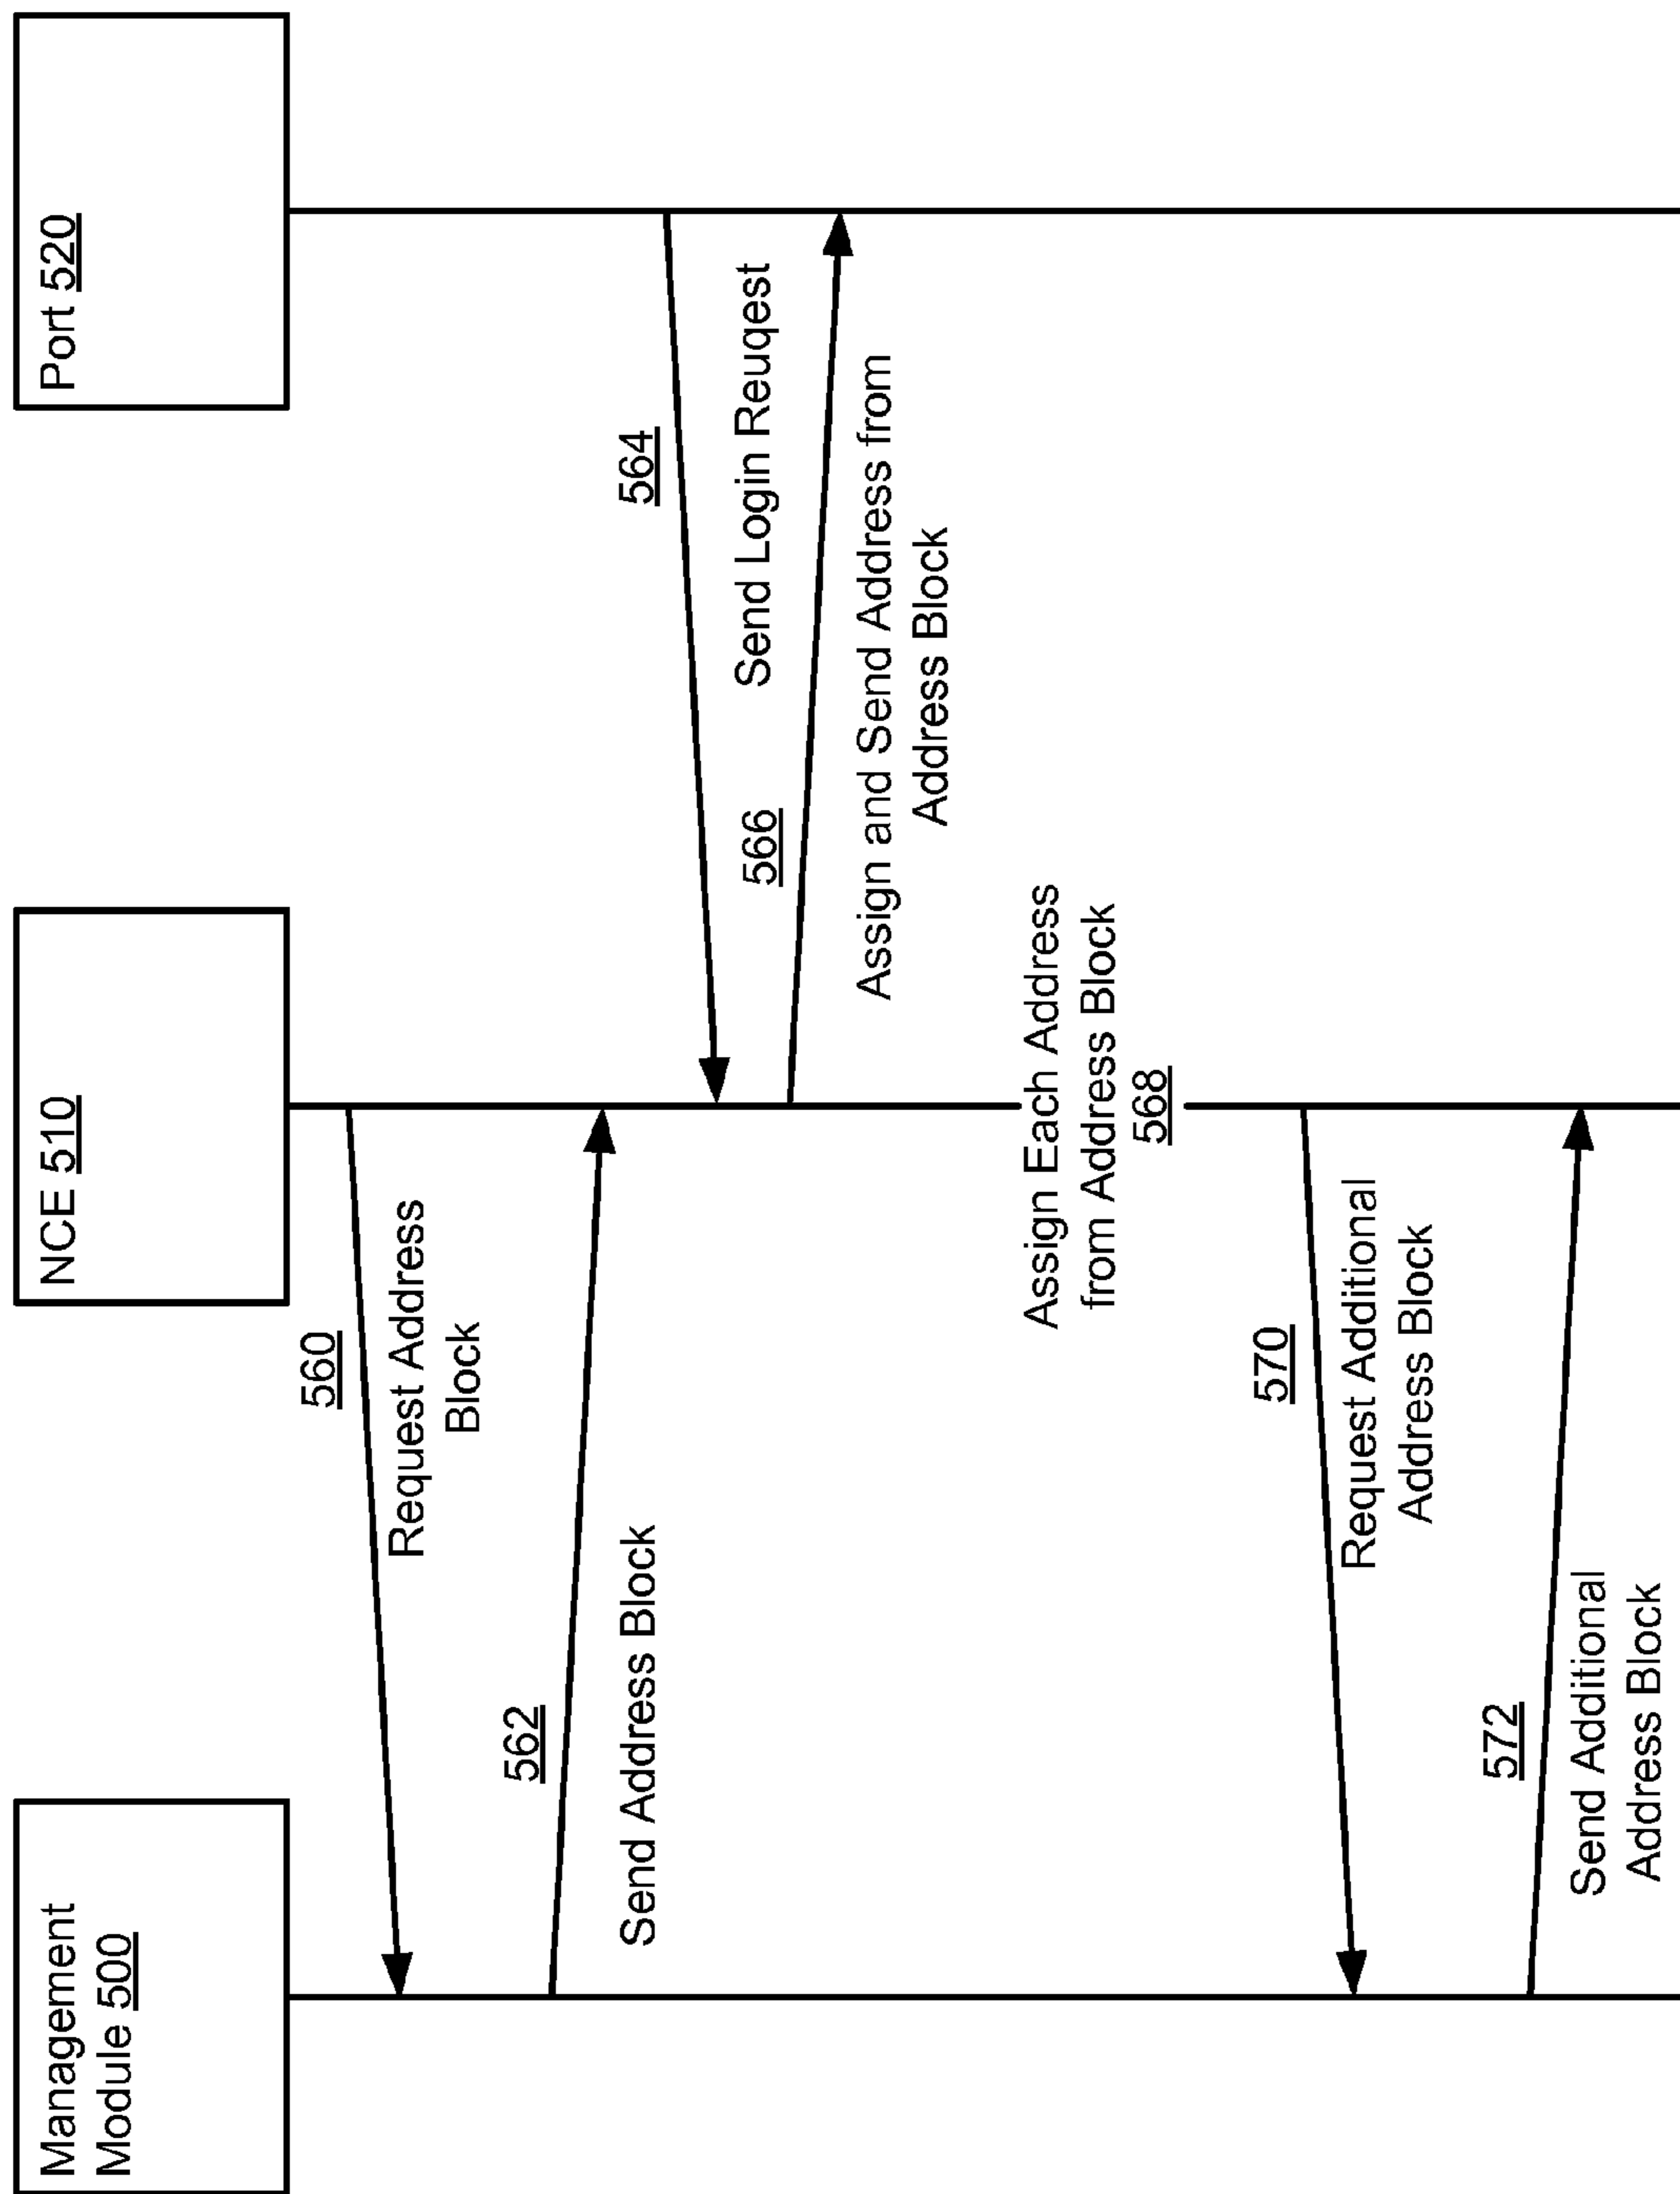 Management
Module 500
NCE 510
Port 520
560
Request Address
Block
562
Send Address Block
564
Send Login Reuqest
566
Assign and Send Address from
Address Block
Assign Each Address
from Address Block
568
570
Request Additional
Address Block
572
Send Additional
Address Block